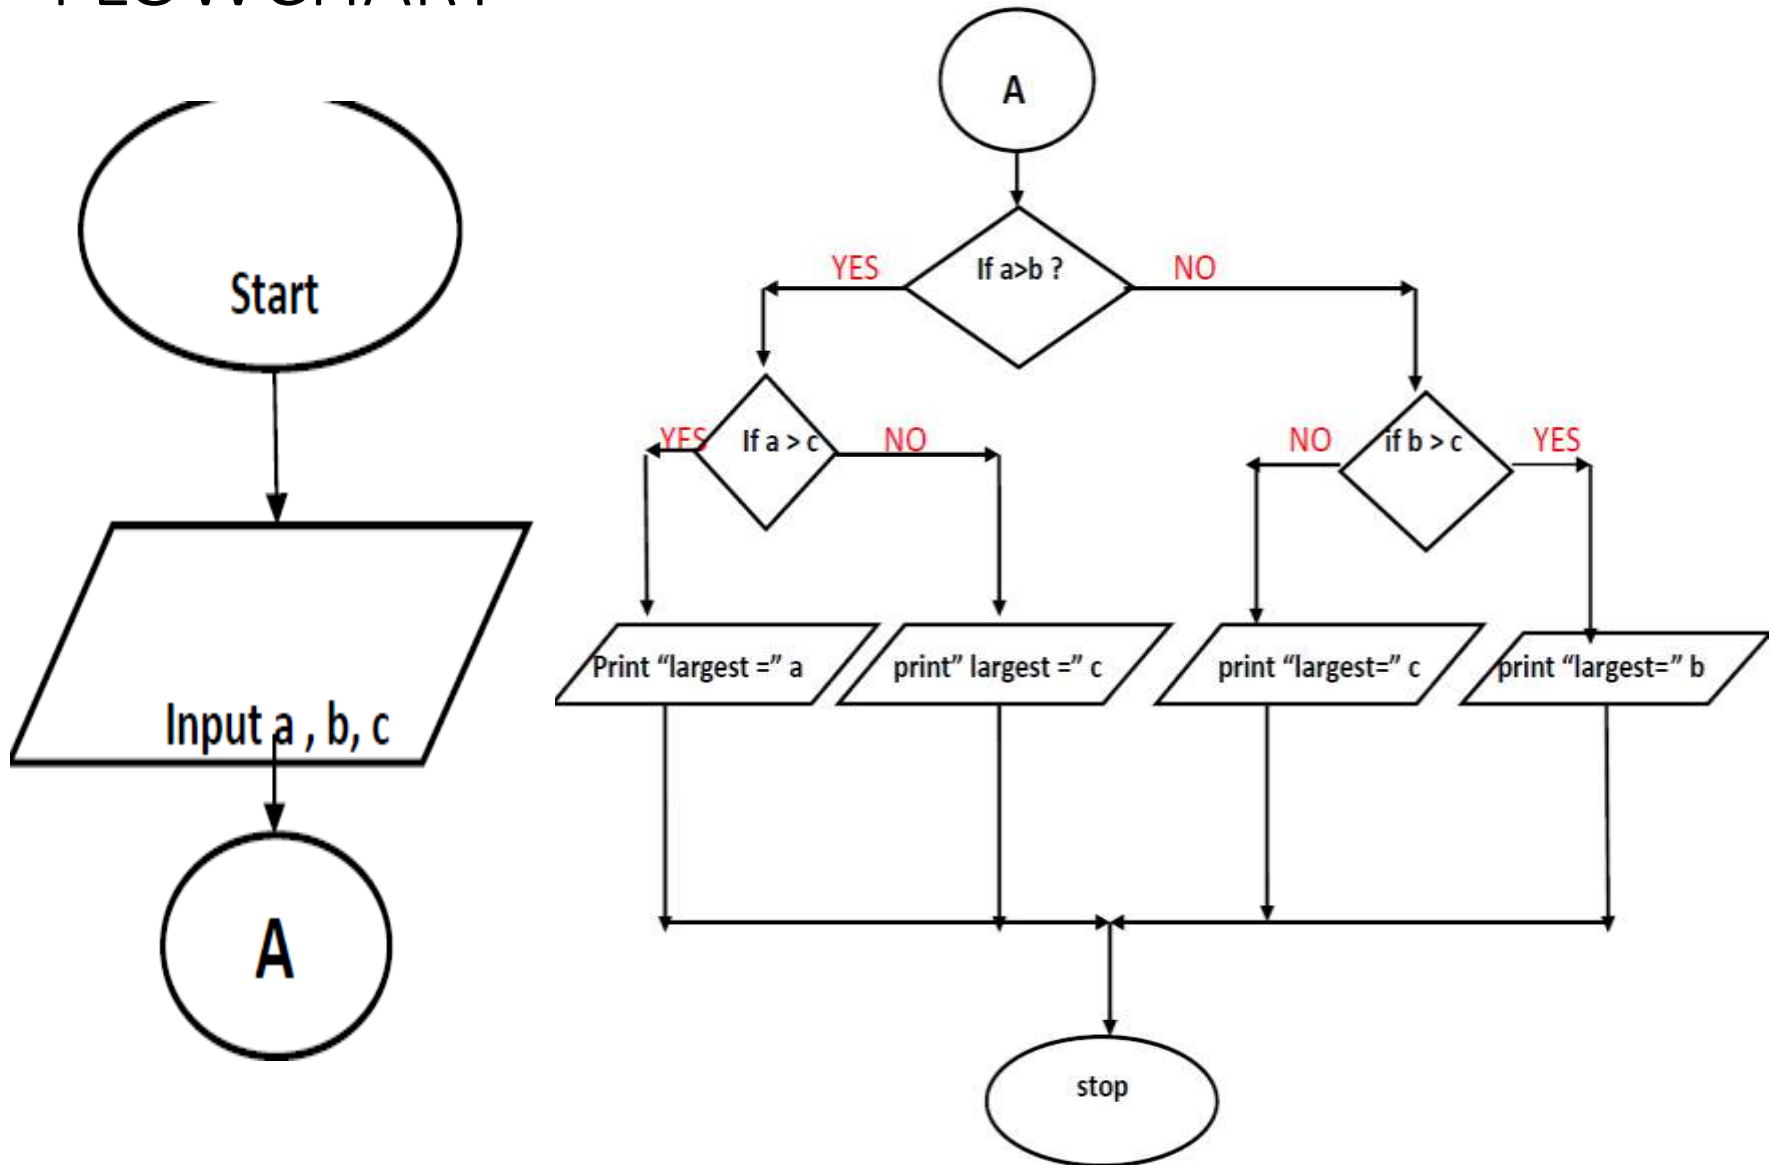 FLOWCHART
Start
Input a , b, c
A
A
If a>b ?
YES
NO
If a > c
YES
NO
if b > c
NO
YES
Print “largest =” a
print” largest =” c
print “largest=” c
print “largest=” b
stop